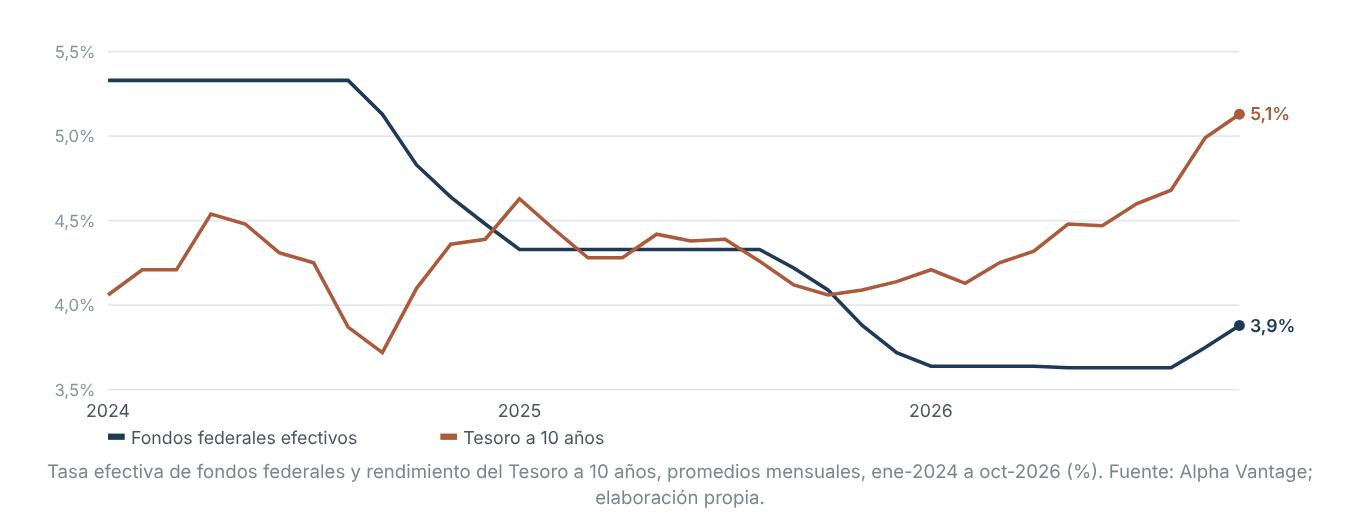 5,5%
5,0%
4,5%
4,0%
3,5%
5,1%
3,9%
2024 2025 2026
Fondos federales efectivos Tesoro a 10 años
Tasa efectiva de fondos federales y rendimiento del Tesoro a 10 años, promedios mensuales, ene-2024 a oct-2026 (%). Fuente: Alpha Vantage;
elaboración propia.